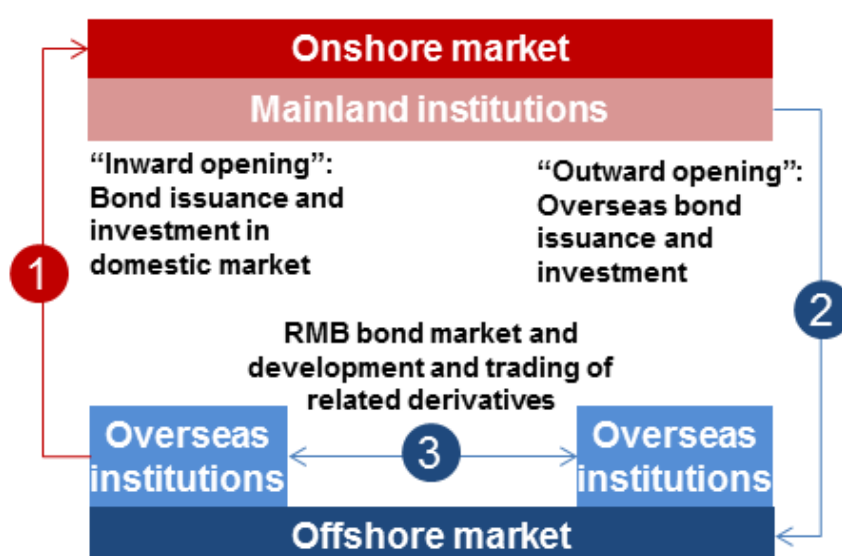 Onshore market
Mainland institutions
“Inward opening”:
Bond issuance and
investment in
domestic market
“Outward opening”:
Overseas bond
issuance and
investment
1
2
RMB bond market and
development and trading of
related derivatives
Overseas
institutions
3
Overseas
institutions
Offshore market